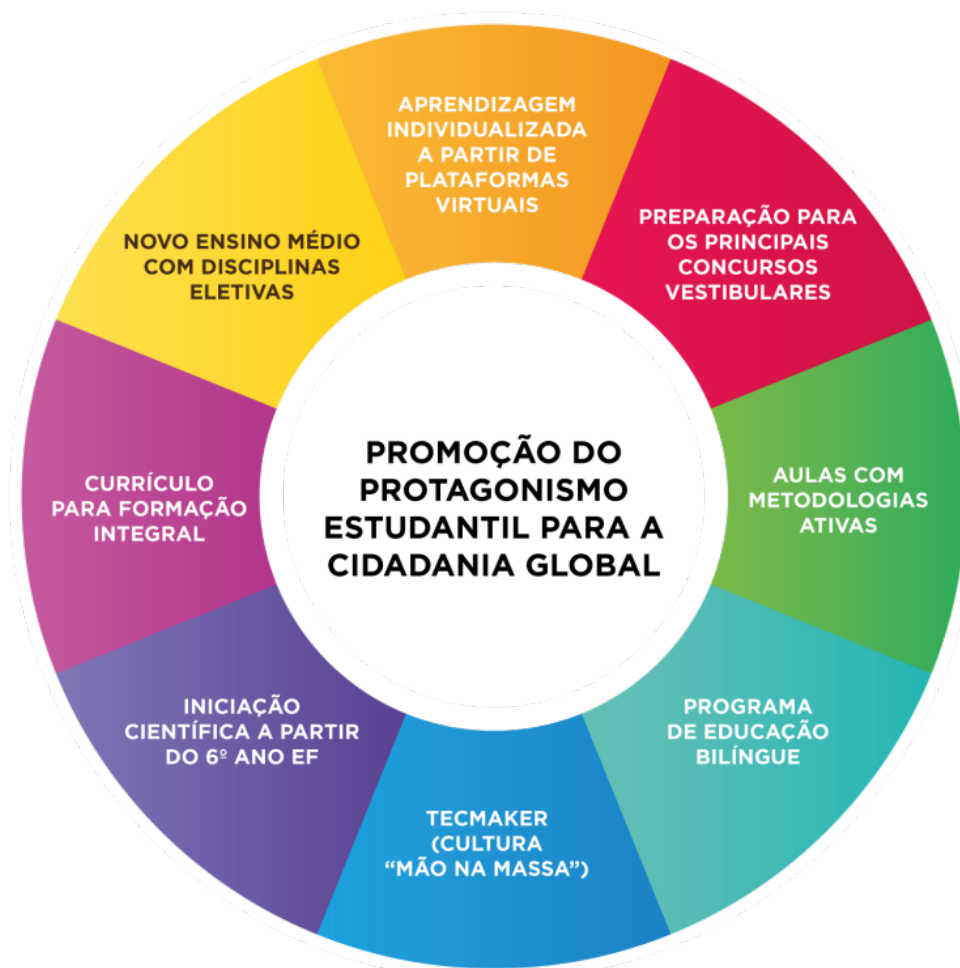 APRENDIZAGEM
INDIVIDUALIZADA
A PARTIR DE
PLATAFORMAS
VIRTUAIS
PREPARAÇÃO PARA
OS PRINCIPAIS
CONCURSOS
VESTIBULARES
AULAS COM
METODOLOGIAS
ATIVAS
PROGRAMA
DE EDUCAÇÃO
BILÍNGUE
TECMAKER
(CULTURA
“MÃO NA MASSA”)
INICIAÇÃO
CIENTÍFICA A PARTIR
DO 6º ANO EF
CURRÍCULO
PARA FORMAÇÃO
INTEGRAL
NOVO ENSINO MÉDIO
COM DISCIPLINAS
ELETIVAS
PROMOÇÃO DO
PROTAGONISMO
ESTUDANTIL PARA A
CIDADANIA GLOBAL